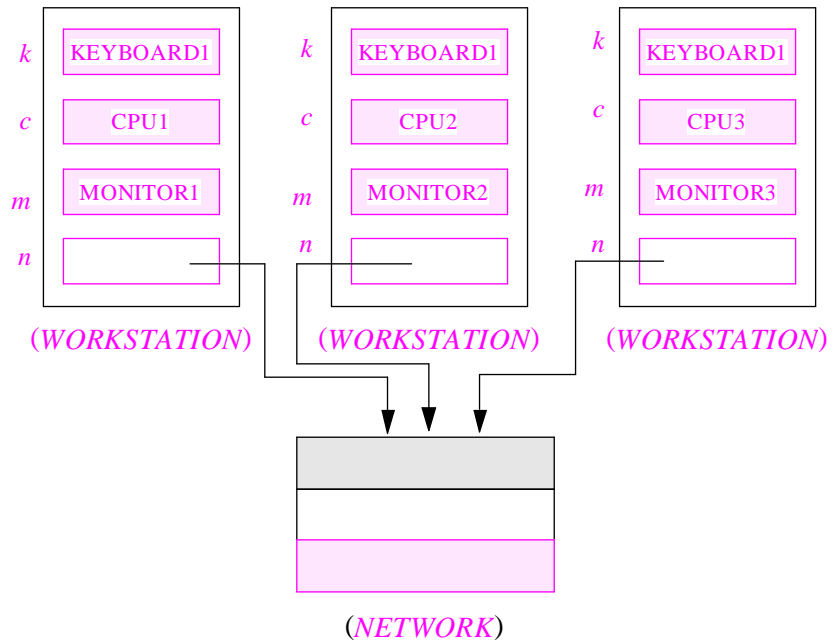 k KEYBOARD1
c CPU1
m MONITOR1
n
(WORKSTATION)
k KEYBOARD1
c CPU2
m MONITOR2
n
(WORKSTATION)
k KEYBOARD1
c CPU3
m MONITOR3
n
(WORKSTATION)
(NETWORK)